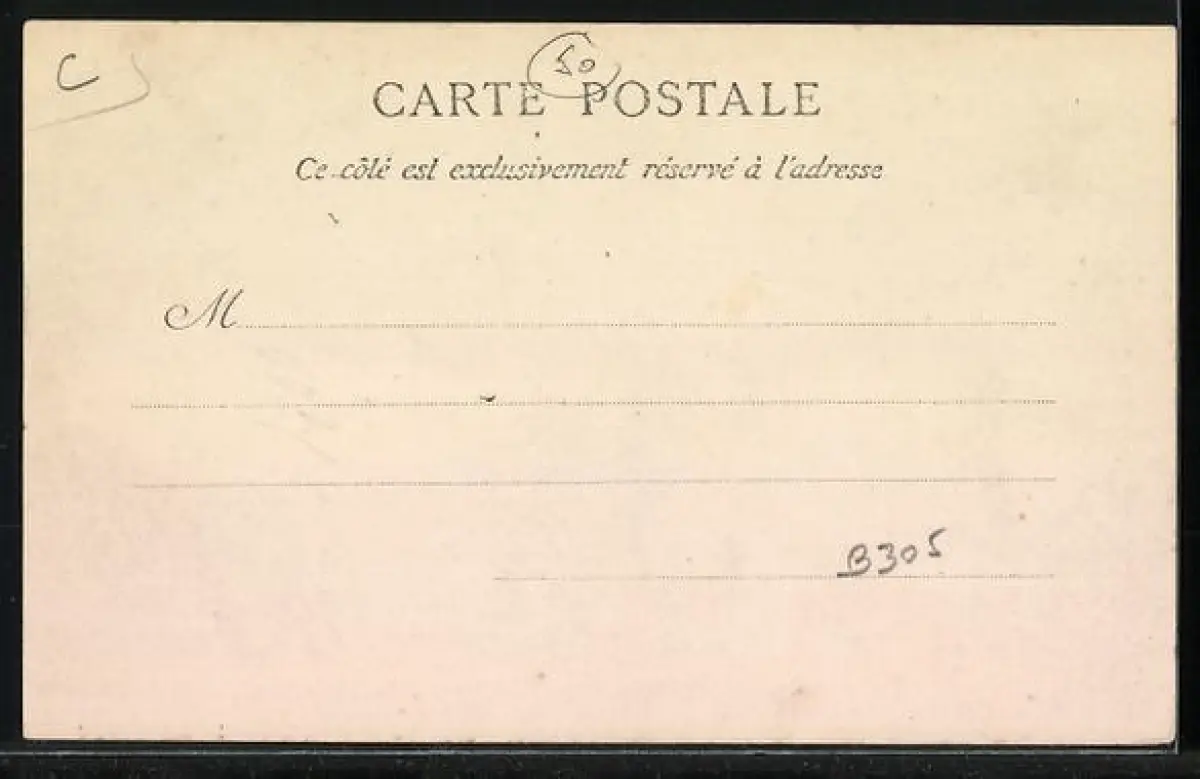 C
50
CARTE POSTALE
Ce côté est exclusivement réservé à l'adresse
M
B305